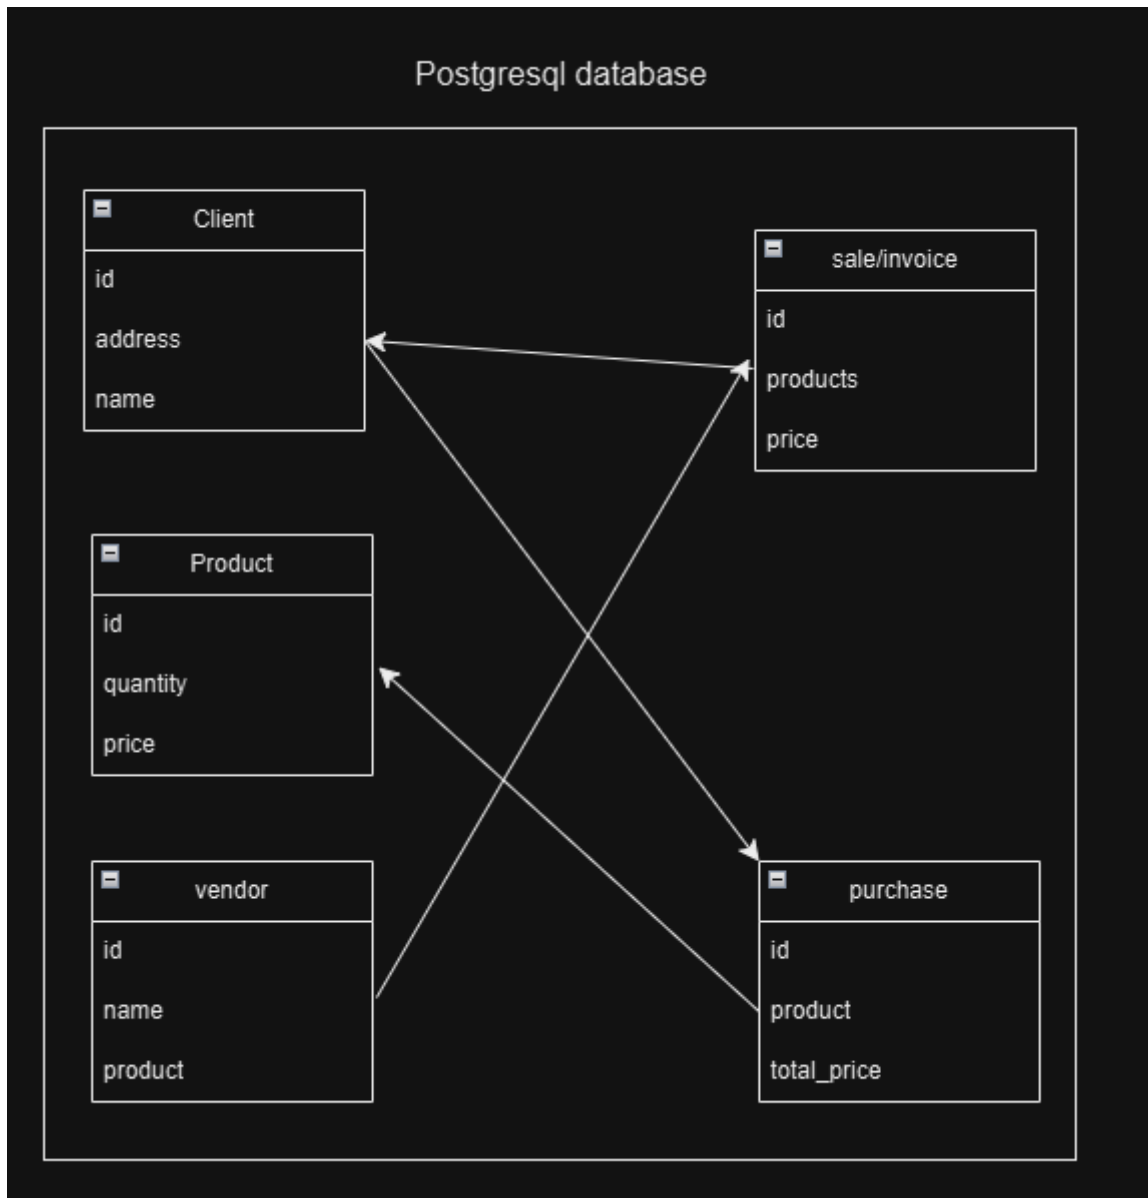 Postgresql database
Client
id
address
name
sale/invoice
id
products
price
Product
id
quantity
price
vendor
id
name
product
purchase
id
product
total_price